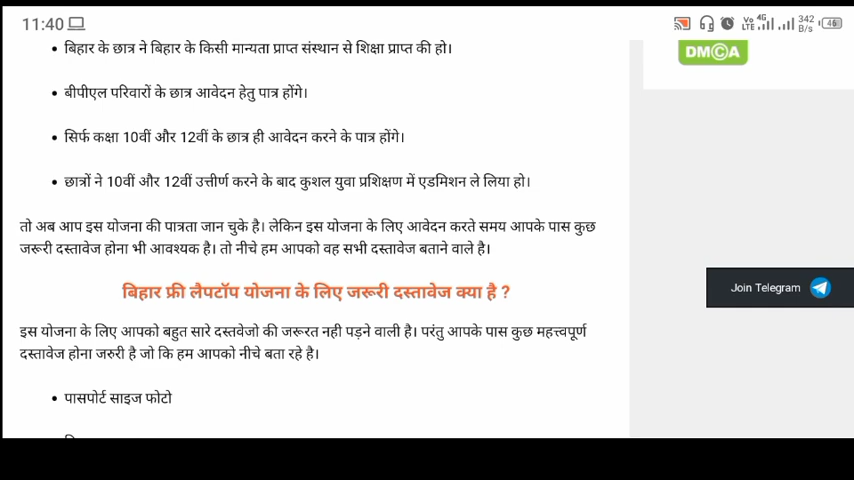 11:40
Vo LTE 4G 342 B/s 46
DMCA
बिहार के छात्र ने बिहार के किसी मान्यता प्राप्त संस्थान से शिक्षा प्राप्त की हो।
बीपीएल परिवारों के छात्र आवेदन हेतु पात्र होंगे।
सिर्फ कक्षा 10वीं और 12वीं के छात्र ही आवेदन करने के पात्र होंगे।
छात्रों ने 10वीं और 12वीं उत्तीर्ण करने के बाद कुशल युवा प्रशिक्षण में एडमिशन ले लिया हो।
तो अब आप इस योजना की पात्रता जान चुके है। लेकिन इस योजना के लिए आवेदन करते समय आपके पास कुछ
जरूरी दस्तावेज होना भी आवश्यक है। तो नीचे हम आपको वह सभी दस्तावेज बताने वाले है।
बिहार फ्री लैपटॉप योजना के लिए जरूरी दस्तावेज क्या है ?
Join Telegram
इस योजना के लिए आपको बहुत सारे दस्तवेजो की जरूरत नही पड़ने वाली है। परंतु आपके पास कुछ महत्त्वपूर्ण
दस्तावेज होना जरुरी है जो कि हम आपको नीचे बता रहे है।
पासपोर्ट साइज फोटो